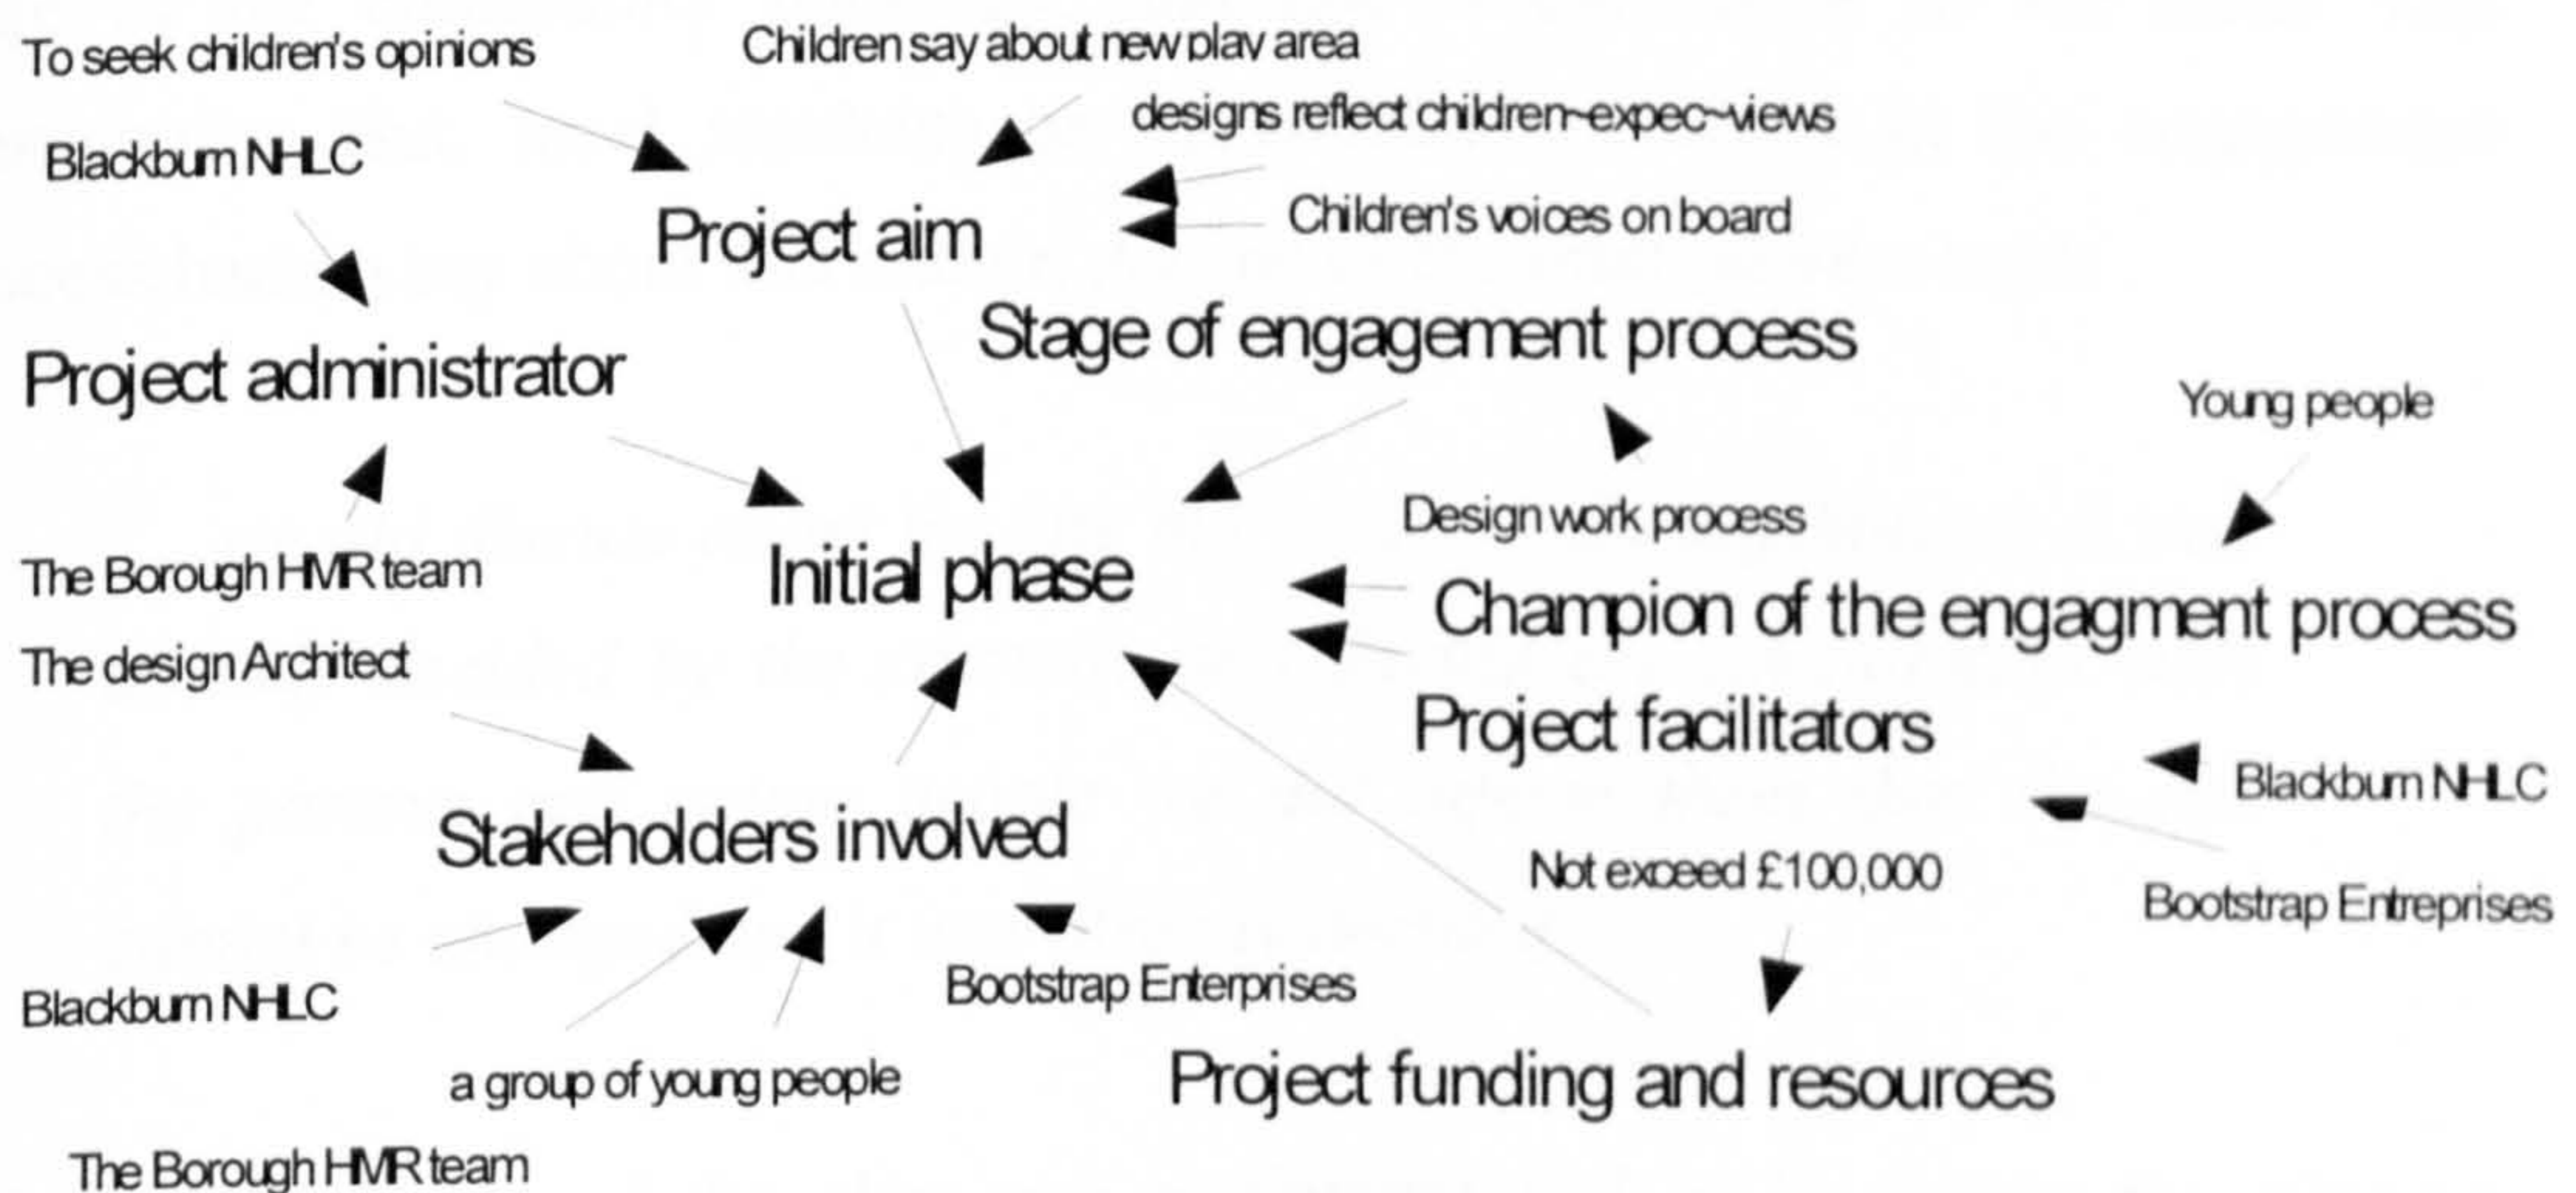 To seek children's opinions
Children say about new play area
designs reflect children~expec~views
Blackburn NHLC
Children's voices on board
Project aim
Stage of engagement process
Project administrator
Young people
Design work process
The Borough HMR team
Initial phase
Champion of the engagment process
The design Architect
Project facilitators
Blackburn NHLC
Stakeholders involved
Not exceed £100,000
Bootstrap Entreprises
Bootstrap Enterprises
Blackburn NHLC
a group of young people
Project funding and resources
The Borough HMR team